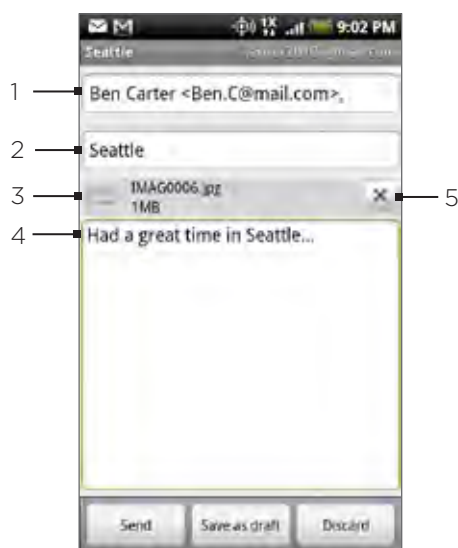 1X 9:02 PM
Seattle
1 Ben Carter <Ben.C@mail.com>,
2 Seattle
3 IMAG0006.jpg 5
1MB
4 Had a great time in Seattle...
Send Save as draft Discard